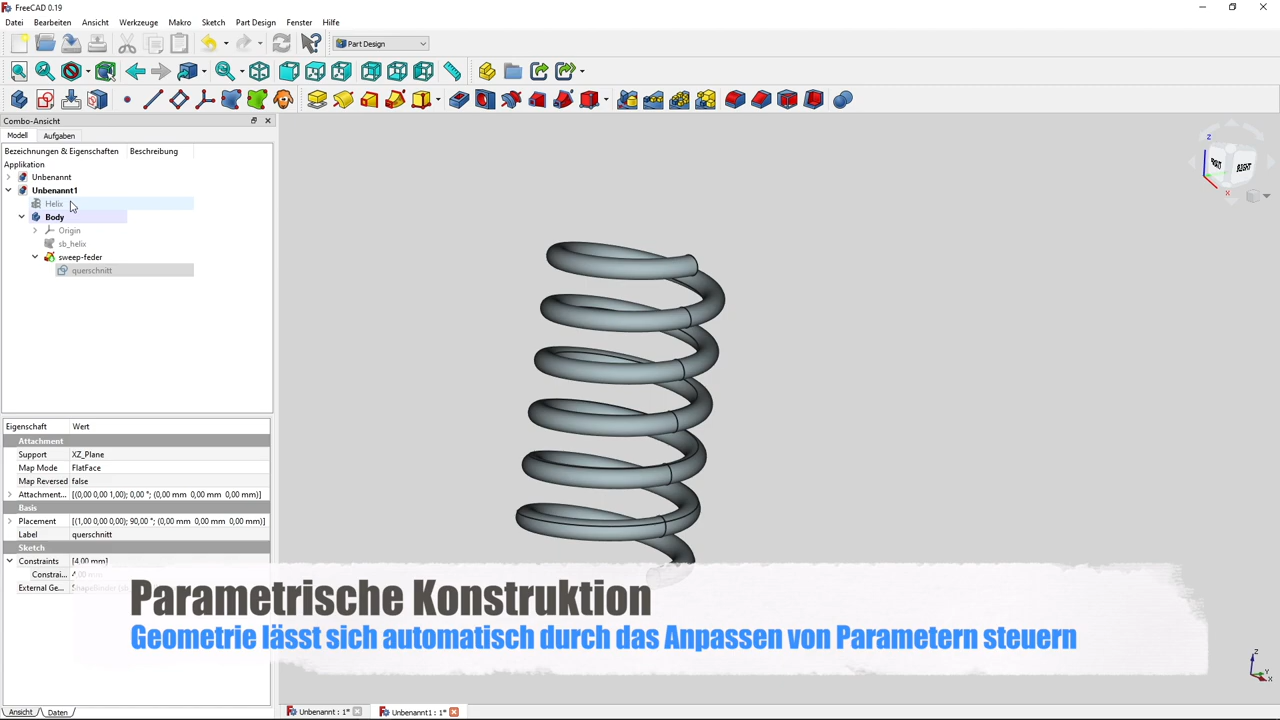 FreeCAD 0.19
Datei Bearbeiten Ansicht Werkzeuge Makro Sketch Part Design Fenster Hilfe
Part Design
Combo-Ansicht
Modell Aufgaben
Bezeichnungen & Eigenschaften Beschreibung
Applikation
Unbenannt
Unbenannt1
Helix
Body
Origin
sb_helix
sweep-feder
querschnitt
Eigenschaft Wert
Attachment
Support XZ_Plane
Map Mode FlatFace
Map Reversed false
Attachment... [(0,00 0,00 1,00); 0,00 °; (0,00 mm 0,00 mm 0,00 mm)]
Basis
Placement [(1,00 0,00 0,00); 90,00 °; (0,00 mm 0,00 mm 0,00 mm)]
Label querschnitt
Sketch
Constraints [4,00 mm]
Constrai...
External Ge...
Parametrische Konstruktion
Geometrie lässt sich automatisch durch das Anpassen von Parametern steuern
Ansicht Daten
Unbenannt : 1* Unbenannt1 : 1*
Z
X
RIGHT
Z
Y
X